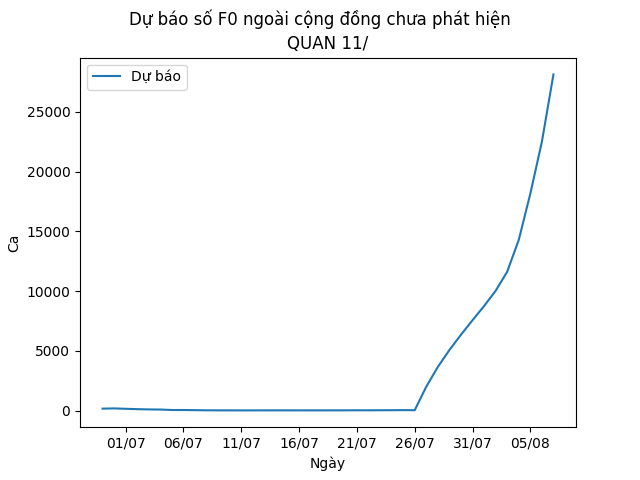 Dự báo số F0 ngoài cộng đồng chưa phát hiện
QUAN 11/
Dự báo
25000
20000
15000
10000
5000
0
Ca
01/07 06/07 11/07 16/07 21/07 26/07 31/07 05/08
Ngày